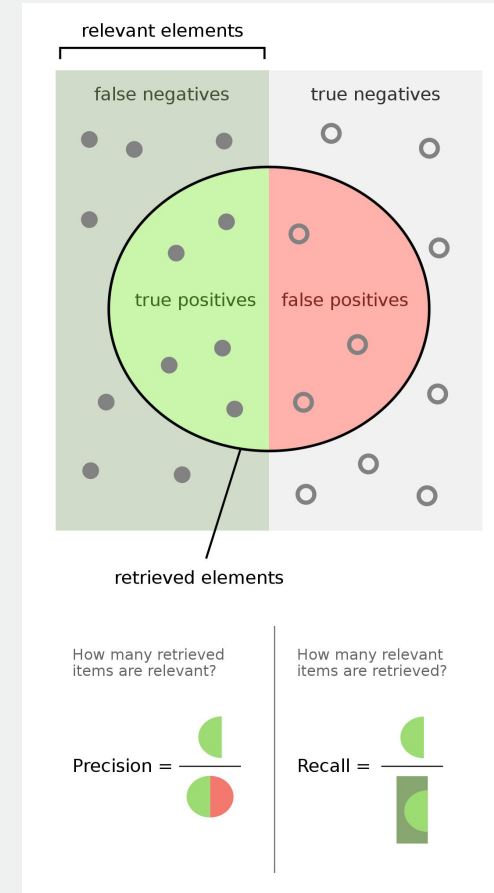 relevant elements
false negatives
true negatives
true positives
false positives
retrieved elements
How many retrieved
items are relevant?
How many relevant
items are retrieved?
Precision =
Recall =